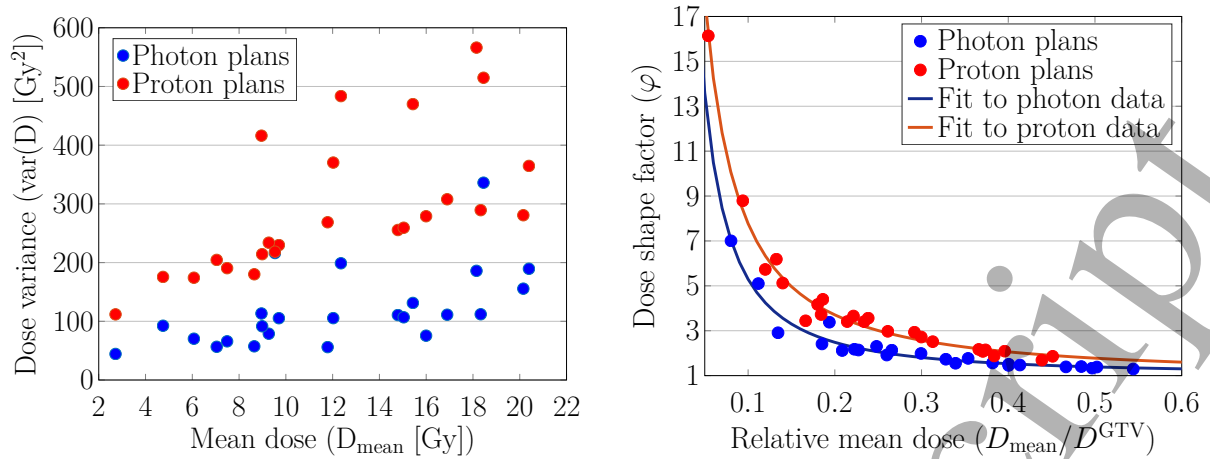 Dose variance (var(D) [Gy²])
600
500
400
300
200
100
0
Photon plans
Proton plans
2 4 6 8 10 12 14 16 18 20 22
Mean dose (D_mean [Gy])
Dose shape factor (φ)
17
15
13
11
9
7
5
3
1
Photon plans
Proton plans
Fit to photon data
Fit to proton data
0.1 0.2 0.3 0.4 0.5 0.6
Relative mean dose (D_mean/D^GTV)
cript